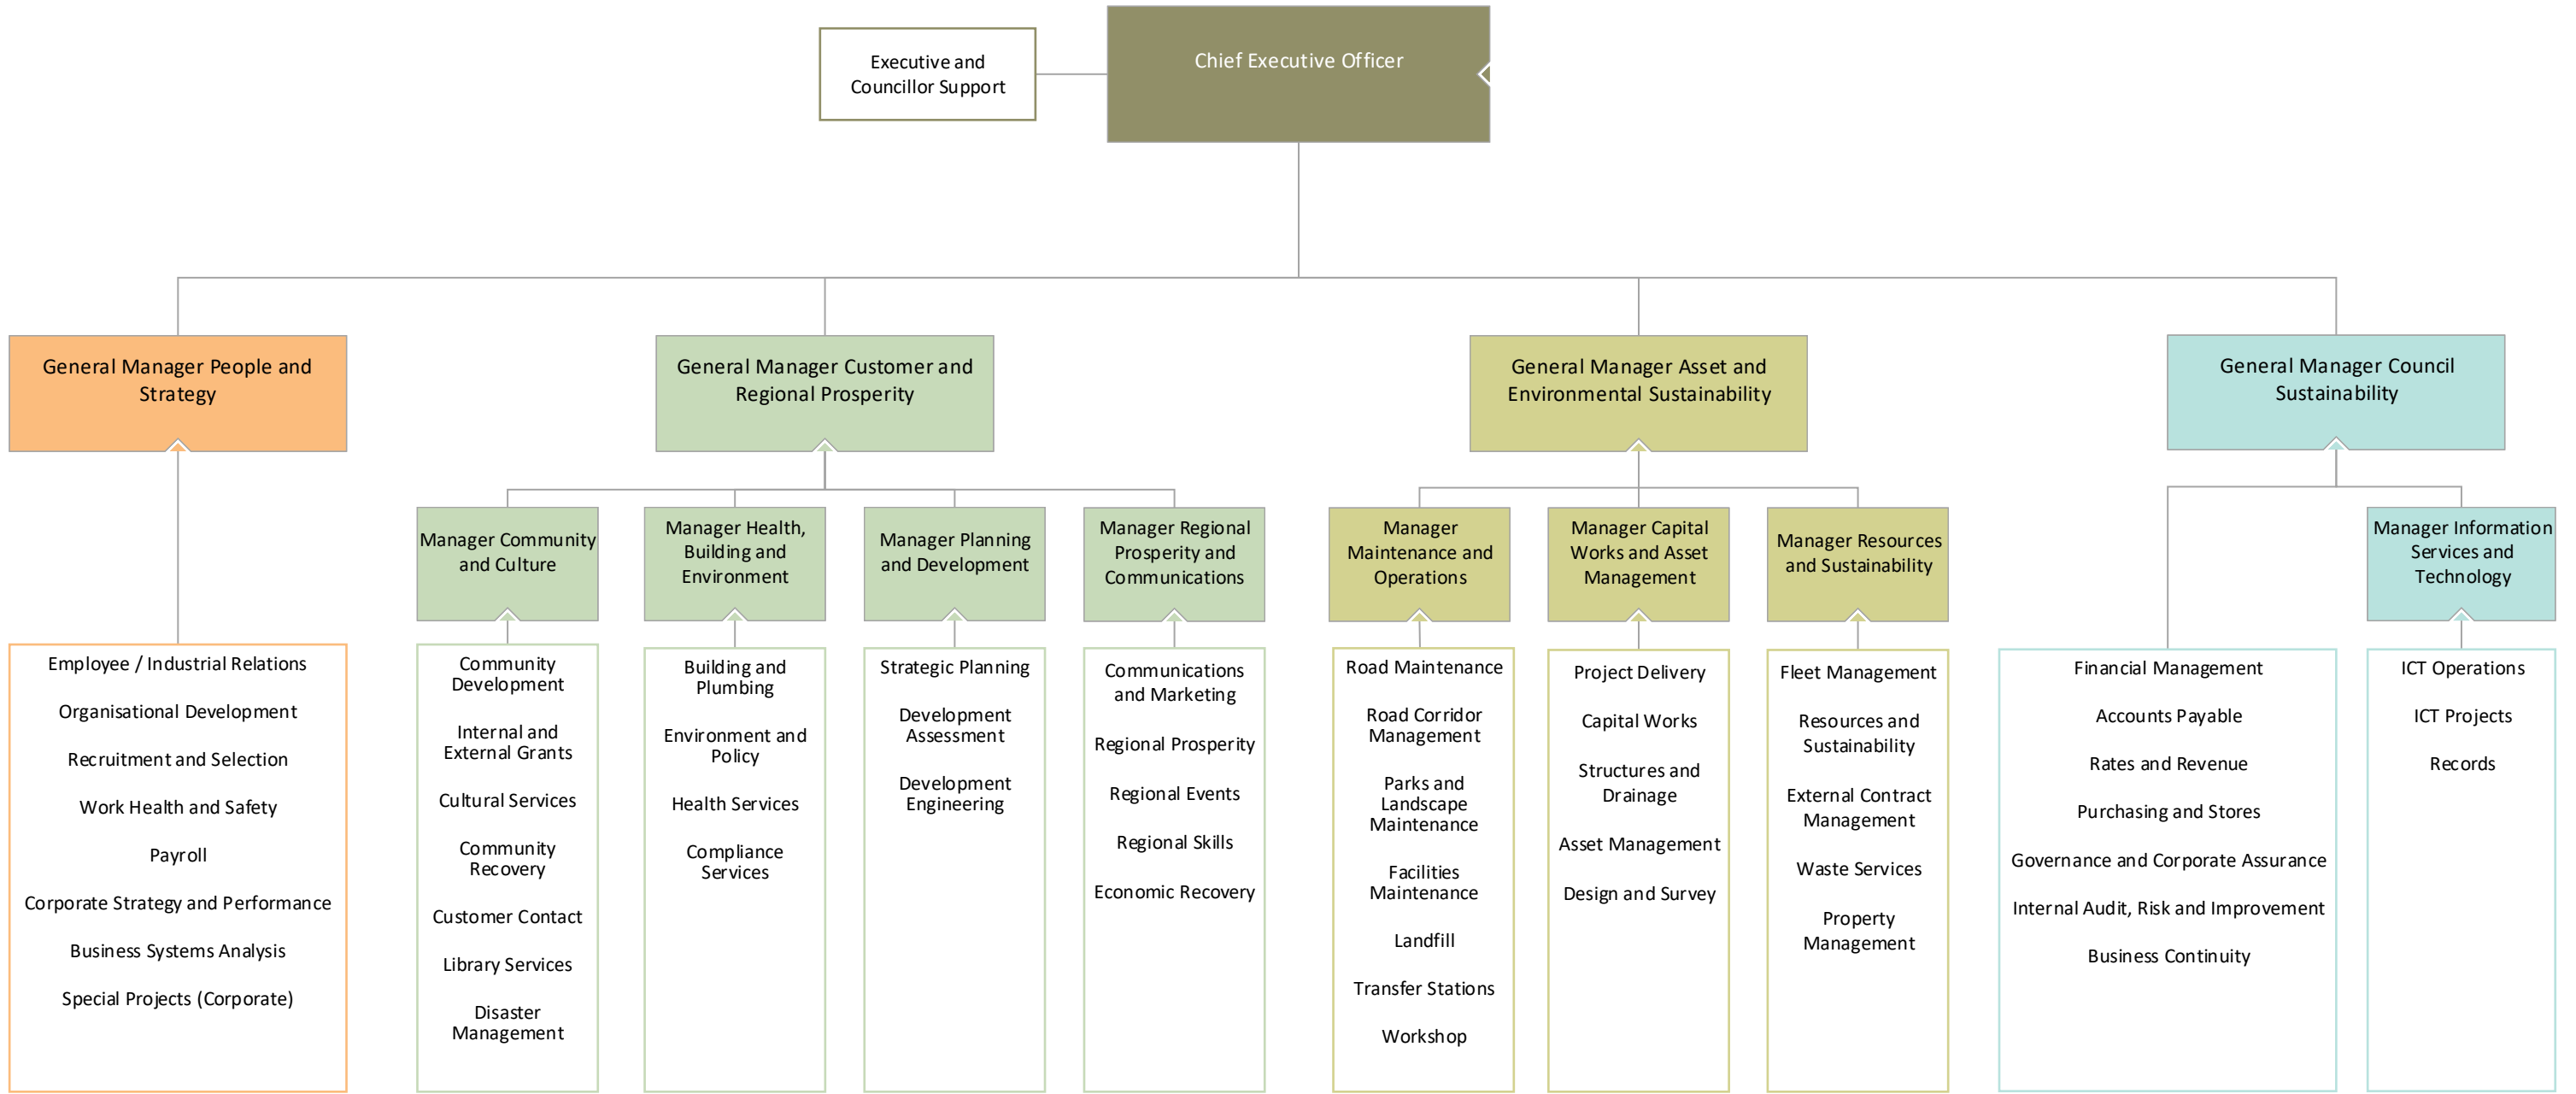 Executive and
Councillor Support
Chief Executive Officer
General Manager People and
Strategy
General Manager Customer and
Regional Prosperity
General Manager Asset and
Environmental Sustainability
General Manager Council
Sustainability
Manager Community
and Culture
Manager Health,
Building and
Environment
Manager Planning
and Development
Manager Regional
Prosperity and
Communications
Manager
Maintenance and
Operations
Manager Capital
Works and Asset
Management
Manager Resources
and Sustainability
Manager Information
Services and
Technology
Employee / Industrial Relations
Organisational Development
Recruitment and Selection
Work Health and Safety
Payroll
Corporate Strategy and Performance
Business Systems Analysis
Special Projects (Corporate)
Community
Development
Internal and
External Grants
Cultural Services
Community
Recovery
Customer Contact
Library Services
Disaster
Management
Building and
Plumbing
Environment and
Policy
Health Services
Compliance
Services
Strategic Planning
Development
Assessment
Development
Engineering
Communications
and Marketing
Regional Prosperity
Regional Events
Regional Skills
Economic Recovery
Road Maintenance
Road Corridor
Management
Parks and
Landscape
Maintenance
Facilities
Maintenance
Landfill
Transfer Stations
Workshop
Project Delivery
Capital Works
Structures and
Drainage
Asset Management
Design and Survey
Fleet Management
Resources and
Sustainability
External Contract
Management
Waste Services
Property
Management
Financial Management
Accounts Payable
Rates and Revenue
Purchasing and Stores
Governance and Corporate Assurance
Internal Audit, Risk and Improvement
Business Continuity
ICT Operations
ICT Projects
Records